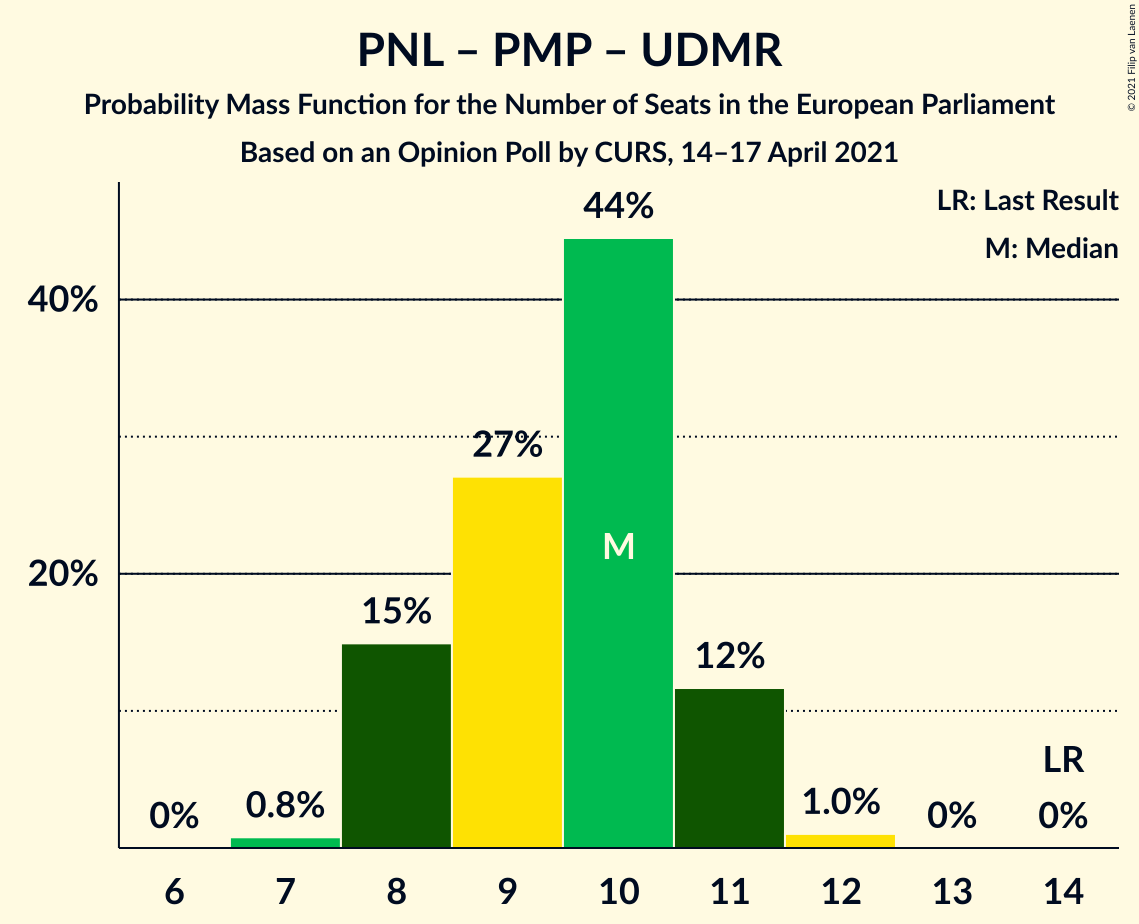 PNL – PMP – UDMR
Probability Mass Function for the Number of Seats in the European Parliament
Based on an Opinion Poll by CURS, 14–17 April 2021
© 2021 Filip van Laenen
LR: Last Result
M: Median
44%
40%
27%
M
20%
15%
12%
LR
0%
0.8%
1.0%
0%
0%
6 7 8 9 10 11 12 13 14